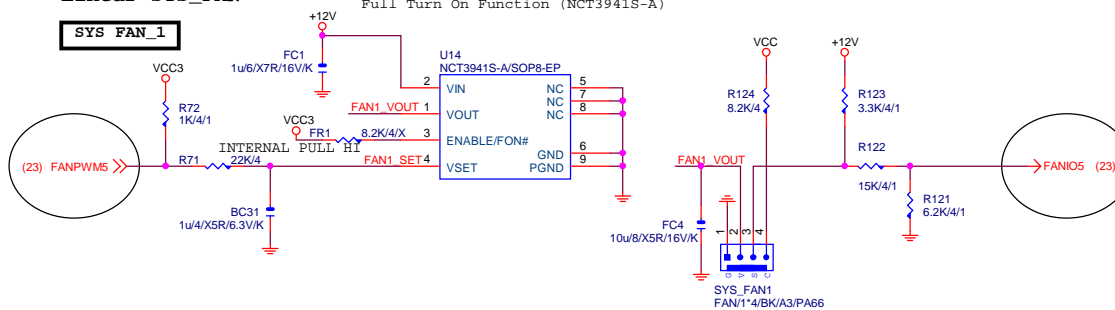 Full Turn On Function (NCT3941S-A)
SYS FAN_1
+12V
FC1
1u/6/X7R/16V/K
U14
NCT3941S-A/SOP8-EP
2 VIN
FAN1_VOUT 1 VOUT
3 ENABLE/FON#
FAN1_SET 4 VSET
NC 5
NC 7
NC 8
GND 6
PGND 9
VCC3
R72
1K/4/1
VCC3
FR1 8.2K/4/X
INTERNAL PULL HI
(23) FANPWM5
R71 22K/4
BC31
1u/4/X5R/6.3V/K
VCC
+12V
R124
8.2K/4
R123
3.3K/4/1
FAN1_VOUT
R122
15K/4/1
FANIO5 (23)
R121
6.2K/4/1
FC4
10u/8/X5R/16V/K
1 2 3 4
G V S C
SYS_FAN1
FAN/1*4/BK/A3/PA66